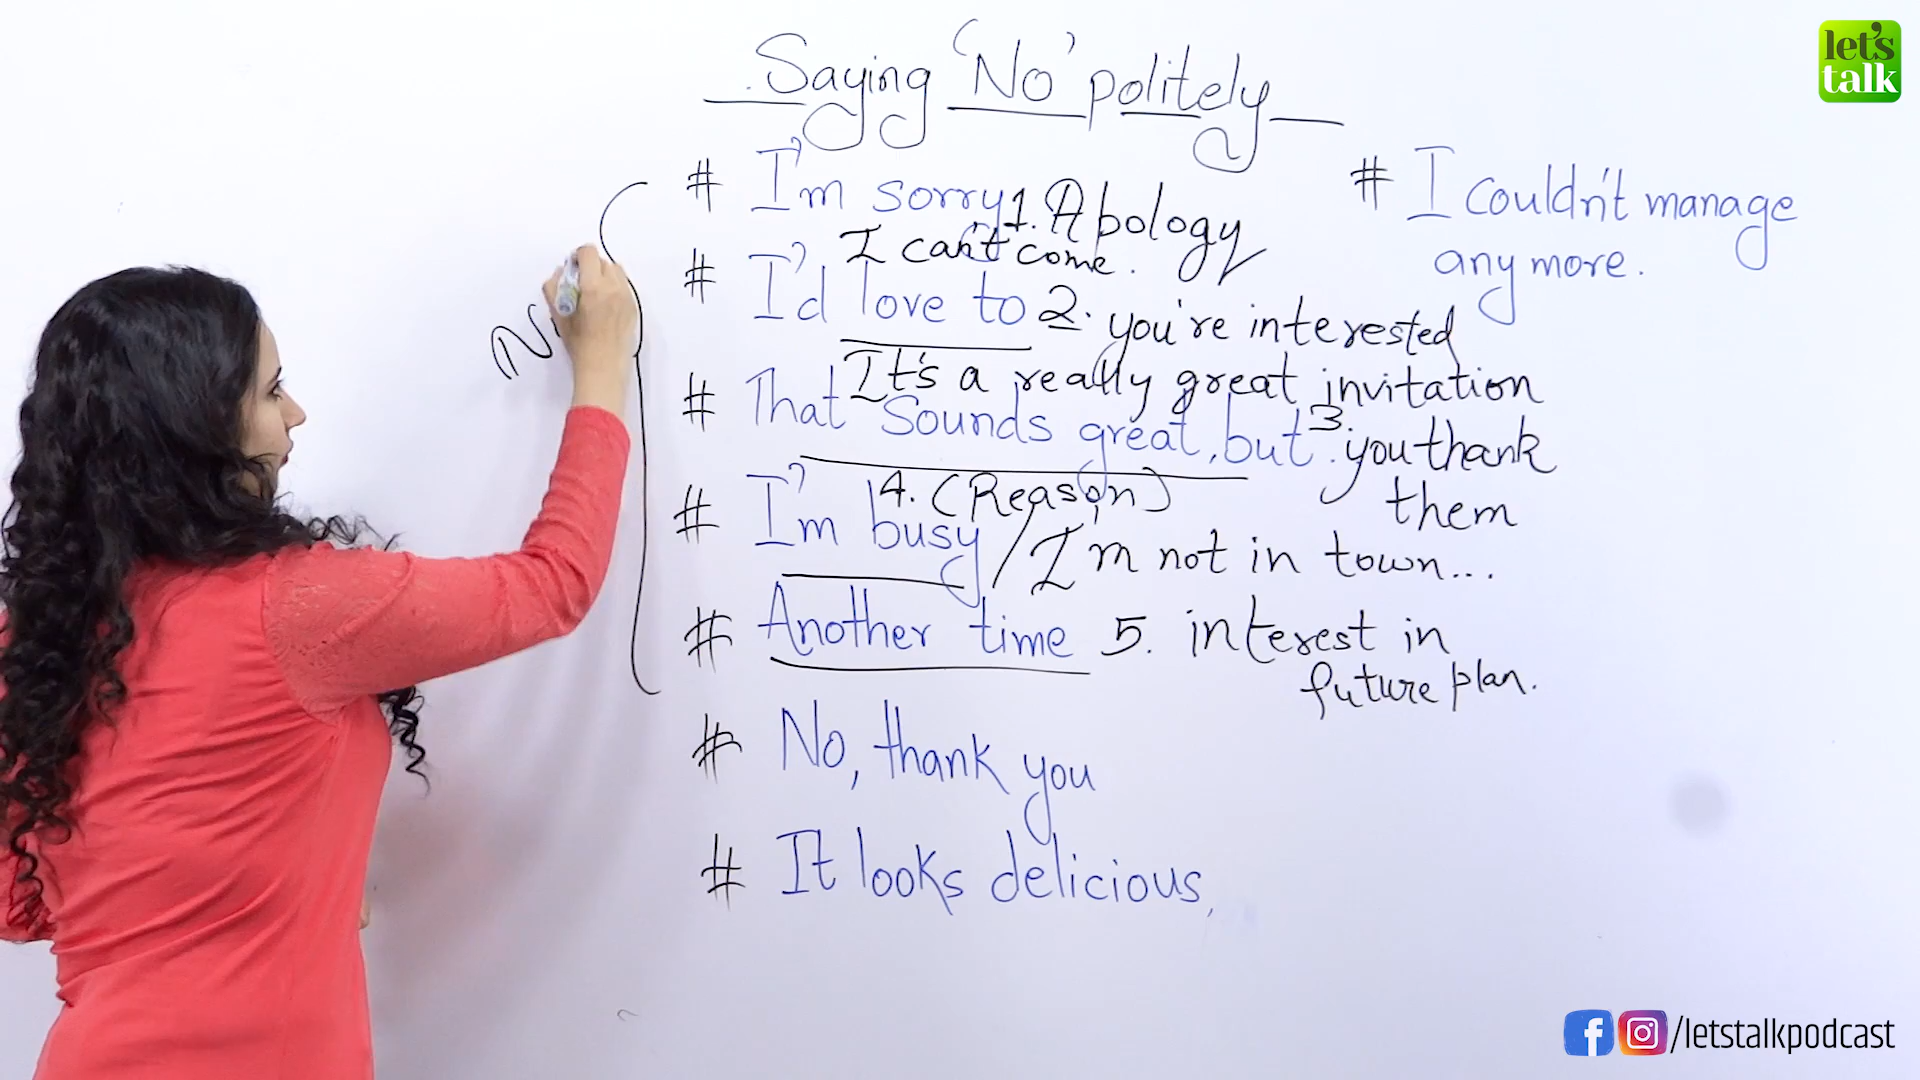 Saying 'No' politely
# I'm sorry 1. Apology
I can't come.
# I'd love to 2. you're interested
It's a really great invitation
# That sounds great, but 3. you thank
them
4. (Reason)
# I'm busy / I'm not in town...
# Another time 5. interest in
future plan.
# No, thank you
# It looks delicious,
# I couldn't manage
any more.
let's
talk
/letstalkpodcast